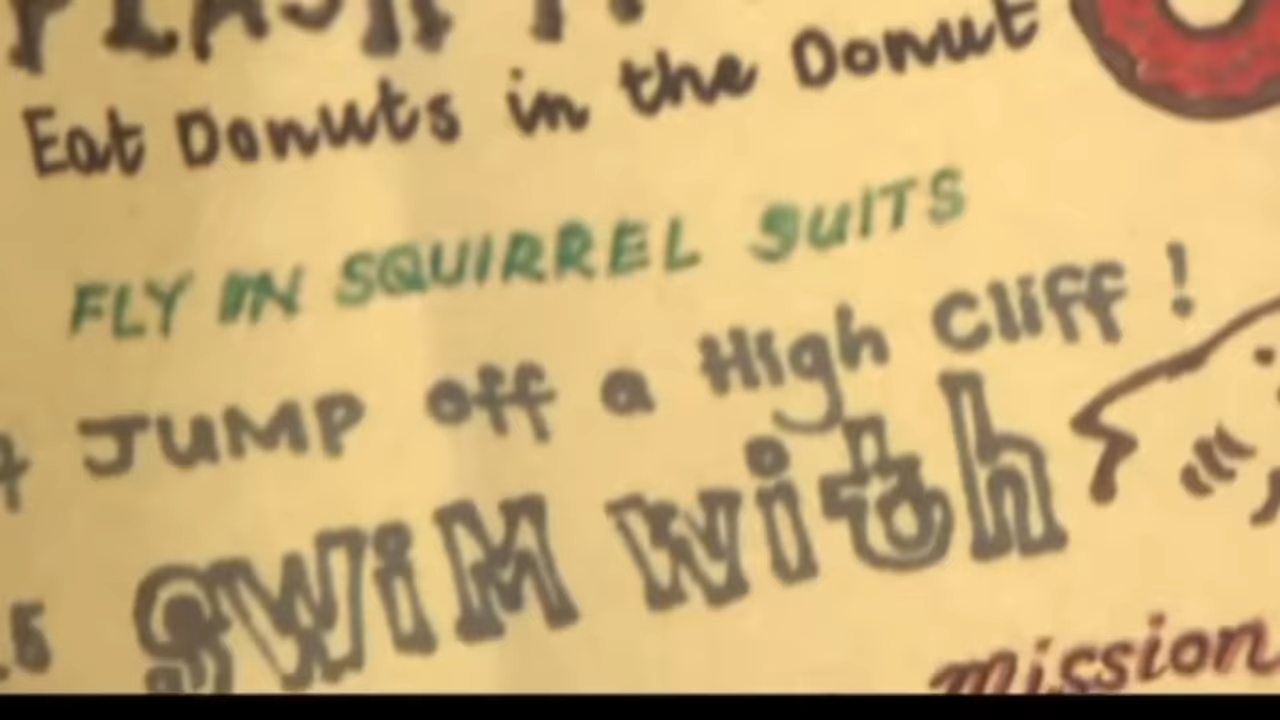 Eat Donuts in the Donut
FLY IN SQUIRREL SUITS
JUMP off a High Cliff !
SWiM with
mission